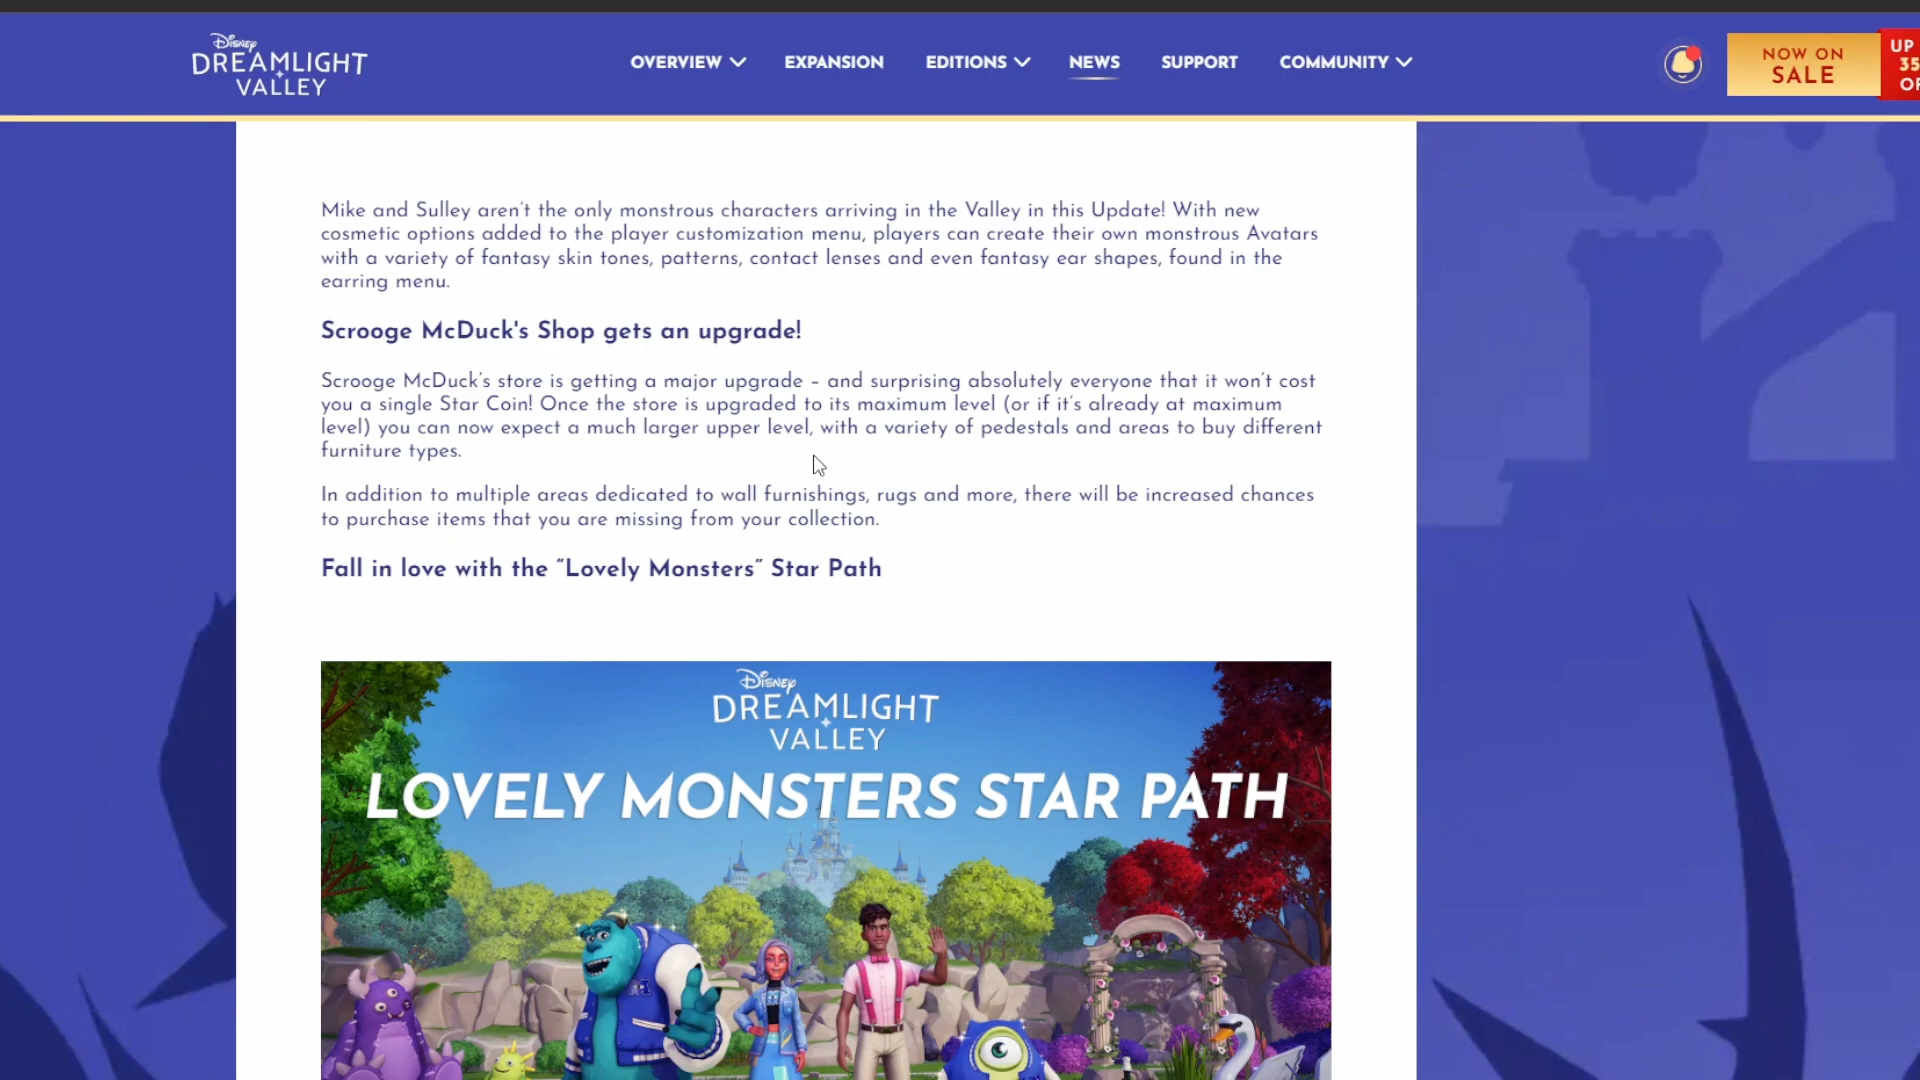 Disney
DREAMLIGHT
VALLEY
OVERVIEW
EXPANSION
EDITIONS
NEWS
SUPPORT
COMMUNITY
NOW ON
SALE
UP
35
Mike and Sulley aren't the only monstrous characters arriving in the Valley in this Update! With new
cosmetic options added to the player customization menu, players can create their own monstrous Avatars
with a variety of fantasy skin tones, patterns, contact lenses and even fantasy ear shapes, found in the
earring menu.
Scrooge McDuck's Shop gets an upgrade!
Scrooge McDuck's store is getting a major upgrade – and surprising absolutely everyone that it won't cost
you a single Star Coin! Once the store is upgraded to its maximum level (or if it's already at maximum
level) you can now expect a much larger upper level, with a variety of pedestals and areas to buy different
furniture types.
In addition to multiple areas dedicated to wall furnishings, rugs and more, there will be increased chances
to purchase items that you are missing from your collection.
Fall in love with the “Lovely Monsters” Star Path
Disney
DREAMLIGHT
VALLEY
LOVELY MONSTERS STAR PATH